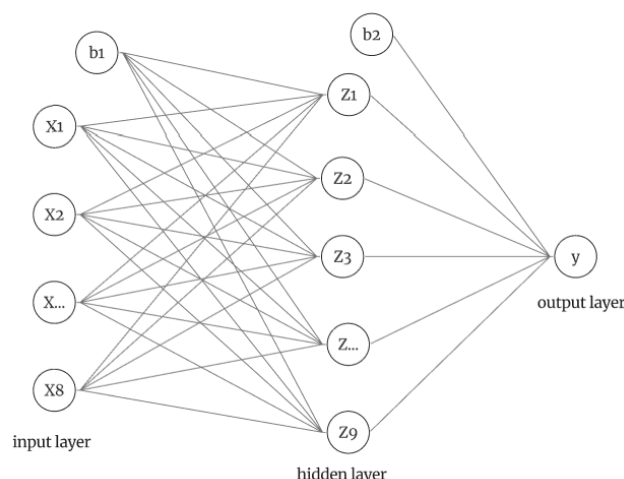 b1
b2
X1
Z1
X2
Z2
X...
Z3
y
output layer
Z...
X8
Z9
input layer
hidden layer